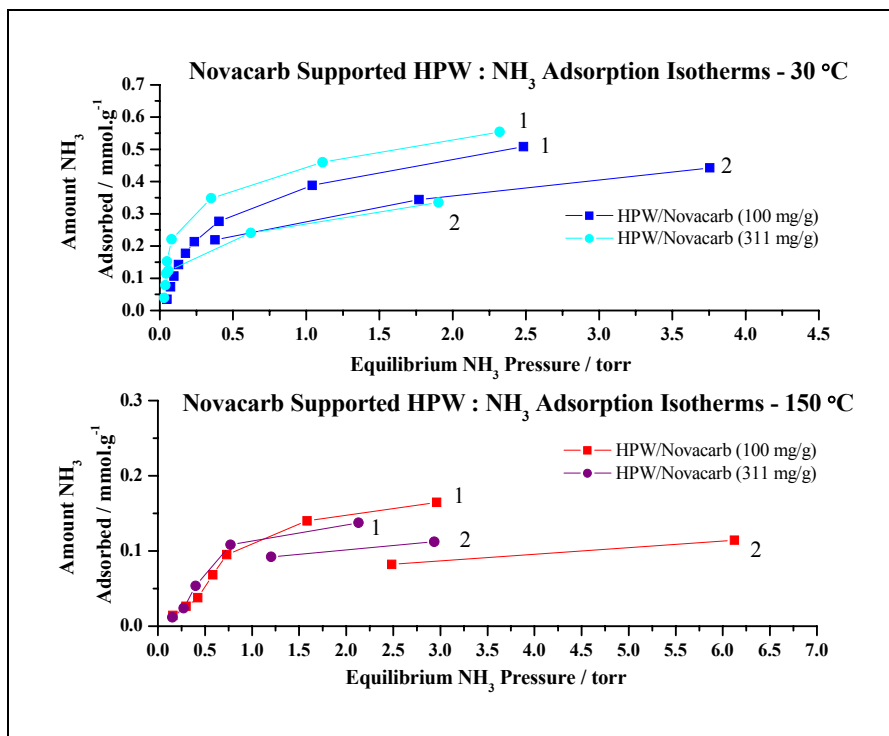 Novacarb Supported HPW : NH₃ Adsorption Isotherms - 30 °C
Amount NH₃
Adsorbed / mmol.g⁻¹
0.7
0.6
0.5
0.4
0.3
0.2
0.1
0.0
1
1
2
2
HPW/Novacarb (100 mg/g)
HPW/Novacarb (311 mg/g)
0.0 0.5 1.0 1.5 2.0 2.5 3.0 3.5 4.0 4.5
Equilibrium NH₃ Pressure / torr
Novacarb Supported HPW : NH₃ Adsorption Isotherms - 150 °C
Amount NH₃
Adsorbed / mmol.g⁻¹
0.3
0.2
0.1
0.0
HPW/Novacarb (100 mg/g)
HPW/Novacarb (311 mg/g)
1
1
2
2
0.0 0.5 1.0 1.5 2.0 2.5 3.0 3.5 4.0 4.5 5.0 5.5 6.0 6.5 7.0
Equilibrium NH₃ Pressure / torr